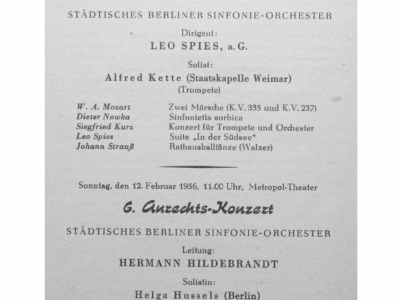 STÄDTISCHES BERLINER SINFONIE-ORCHESTER
Dirigent:
LEO SPIES, a. G.
Solist:
Alfred Kette (Staatskapelle Weimar)
(Trompete)
W. A. Mozart Zwei Märsche (K.V. 335 und K.V. 237)
Dieter Nowka Sinfonietta sorbica
Siegfried Kurz Konzert für Trompete und Orchester
Leo Spies Suite „In der Südsee"
Johann Strauß Rathausballtänze (Walzer)
Sonntag, den 12. Februar 1956, 11.00 Uhr, Metropol-Theater
6. Anrechts-Konzert
STÄDTISCHES BERLINER SINFONIE-ORCHESTER
Leitung:
HERMANN HILDEBRANDT
Solistin:
Helga Hussels (Berlin)